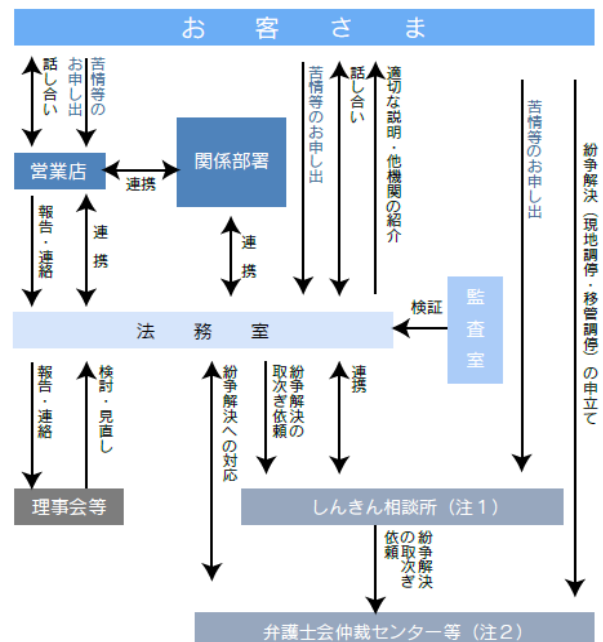 お客さま
話し合い
苦情等の
お申し出
苦情等のお申し出
話し合い
適切な説明・他機関の紹介
苦情等のお申し出
紛争解決（現地調停・移管調停）の申立て
営業店
連携
関係部署
報告・連絡
連携
連携
法務室
検証
監査室
報告・連絡
検討・見直し
紛争解決への対応
紛争解決の
取次ぎ依頼
連携
理事会等
しんきん相談所（注１）
紛争解決
の取次ぎ
依頼
弁護士会仲裁センター等（注２）